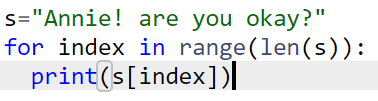 s="Annie! are you okay?"
for index in range(len(s)):
  print(s[index])